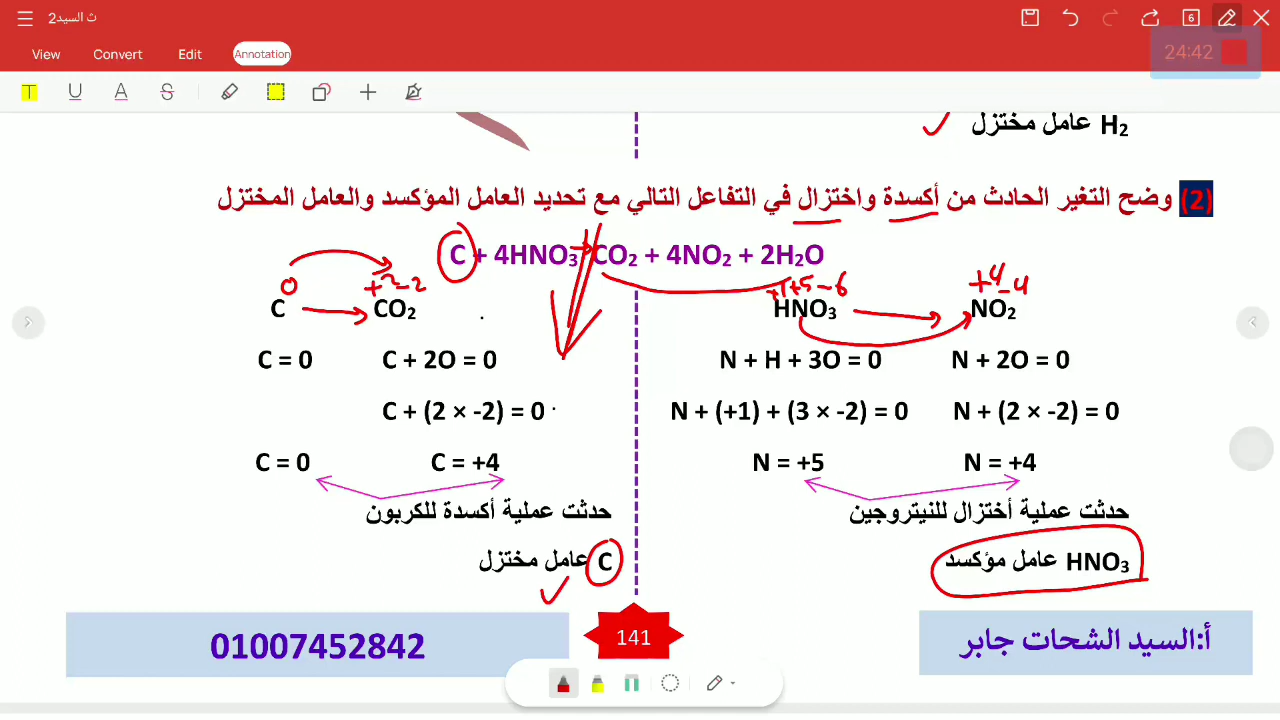 ث السيد2
6
24:42
View Convert Edit Annotation
T U A S
H₂ عامل مختزل
(2) وضح التغير الحادث من أكسدة واختزال في التفاعل التالي مع تحديد العامل المؤكسد والعامل المختزل
C + 4HNO₃ → CO₂ + 4NO₂ + 2H₂O
0 +2-2 +1+5-6 +4-4
C CO₂ HNO₃ NO₂
C = 0 C + 2O = 0 N + H + 3O = 0 N + 2O = 0
C + (2 × -2) = 0 N + (+1) + (3 × -2) = 0 N + (2 × -2) = 0
C = 0 C = +4 N = +5 N = +4
حدثت عملية أختزال للنيتروجين
حدثت عملية أكسدة للكربون
HNO₃ عامل مؤكسد
C عامل مختزل
أ:السيد الشحات جابر
141
01007452842